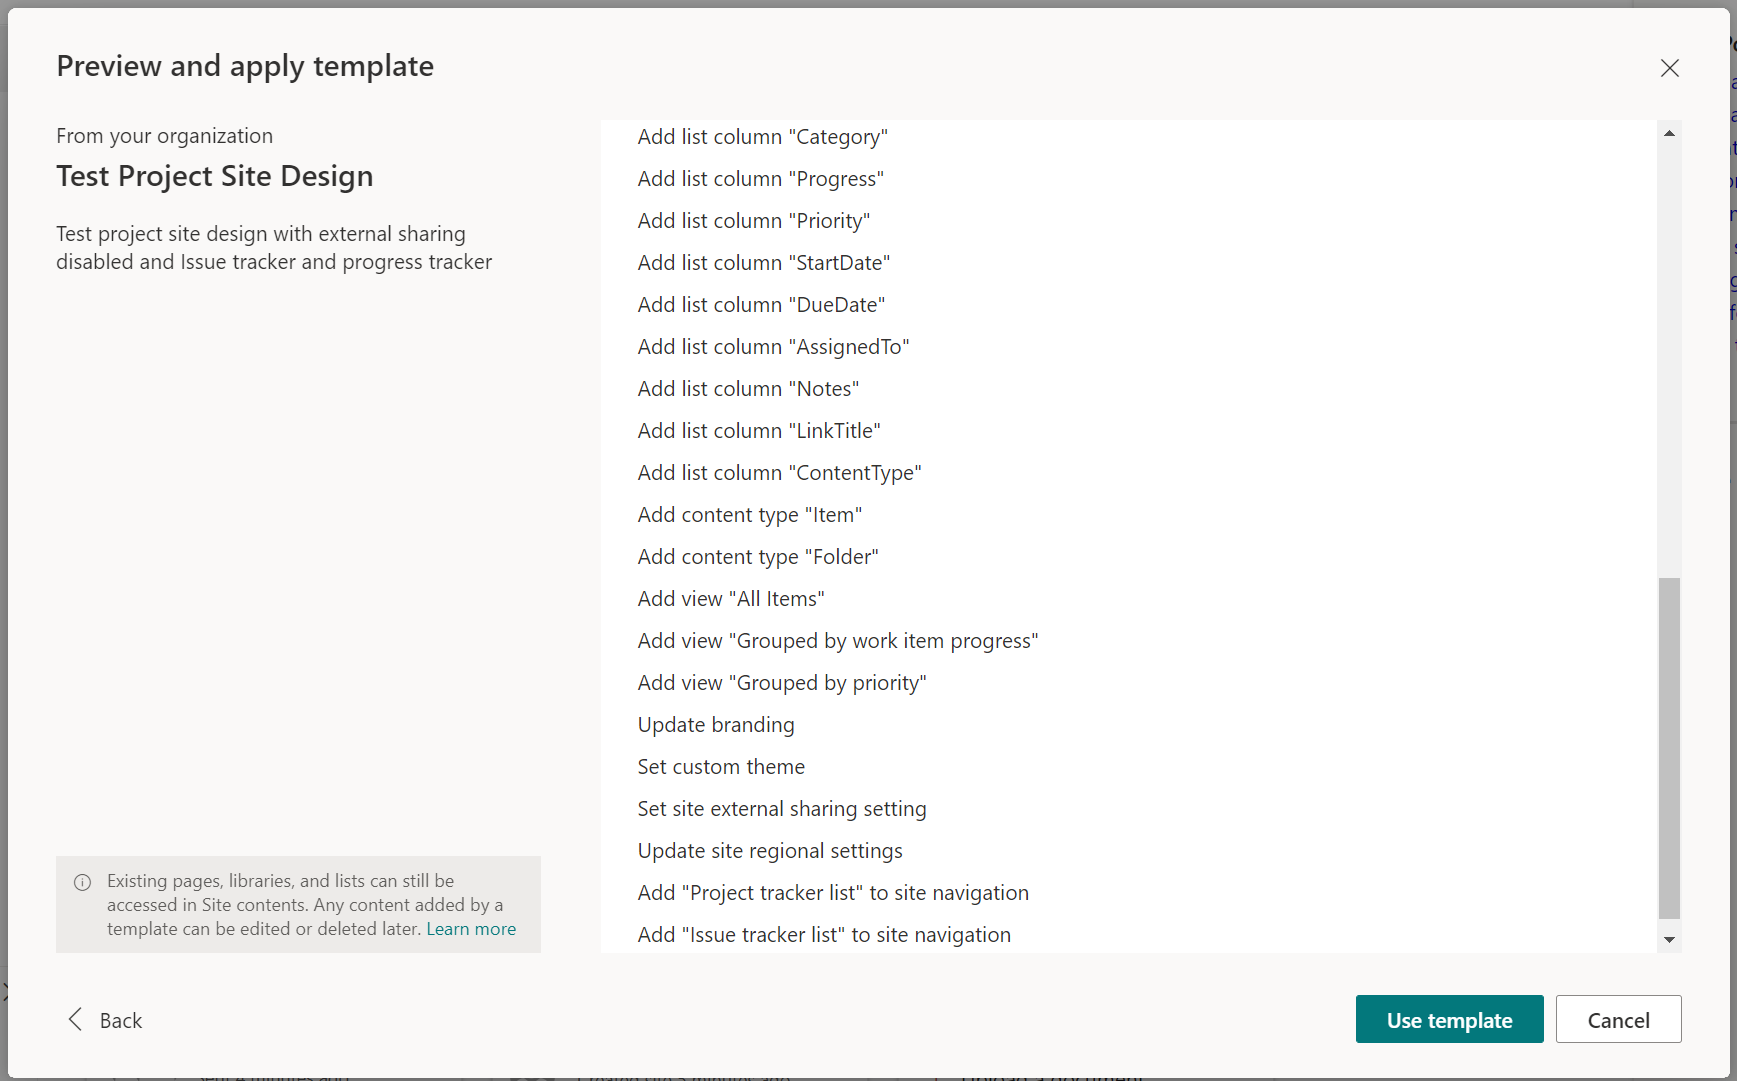 Preview and apply template
From your organization
Test Project Site Design
Test project site design with external sharing
disabled and Issue tracker and progress tracker
Add list column "Category"
Add list column "Progress"
Add list column "Priority"
Add list column "StartDate"
Add list column "DueDate"
Add list column "AssignedTo"
Add list column "Notes"
Add list column "LinkTitle"
Add list column "ContentType"
Add content type "Item"
Add content type "Folder"
Add view "All Items"
Add view "Grouped by work item progress"
Add view "Grouped by priority"
Update branding
Set custom theme
Set site external sharing setting
Update site regional settings
Add "Project tracker list" to site navigation
Add "Issue tracker list" to site navigation
Existing pages, libraries, and lists can still be
accessed in Site contents. Any content added by a
template can be edited or deleted later. Learn more
Back
Use template
Cancel